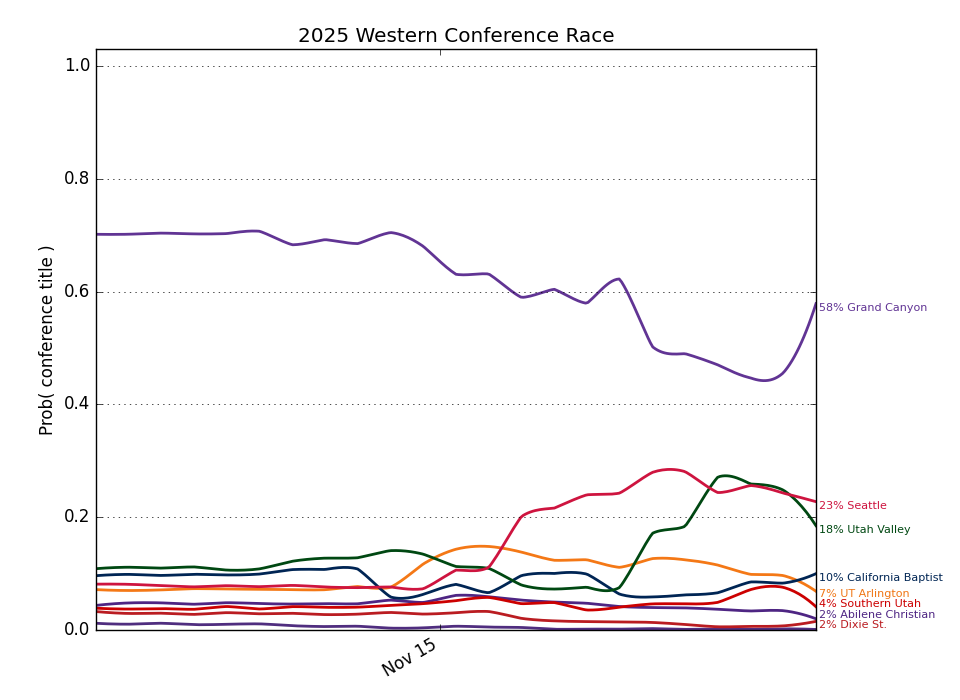 2025 Western Conference Race
1.0
0.8
0.6
0.4
0.2
0.0
Prob( conference title )
Nov 15
58% Grand Canyon
23% Seattle
18% Utah Valley
10% California Baptist
7% UT Arlington
4% Southern Utah
2% Abilene Christian
2% Dixie St.